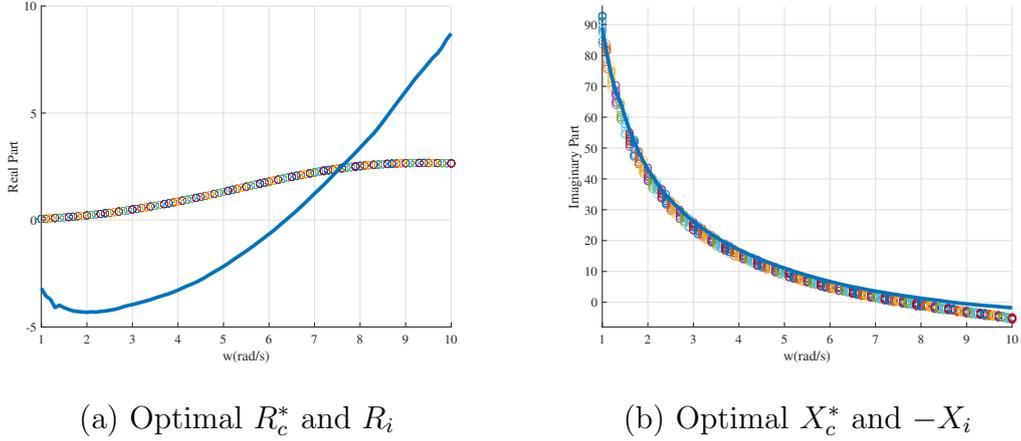 10
5
0
-5
Real Part
1 2 3 4 5 6 7 8 9 10
w(rad/s)
(a) Optimal $R_c^*$ and $R_i$
90
80
70
60
50
40
30
20
10
0
Imaginary Part
1 2 3 4 5 6 7 8 9 10
w(rad/s)
(b) Optimal $X_c^*$ and $-X_i$